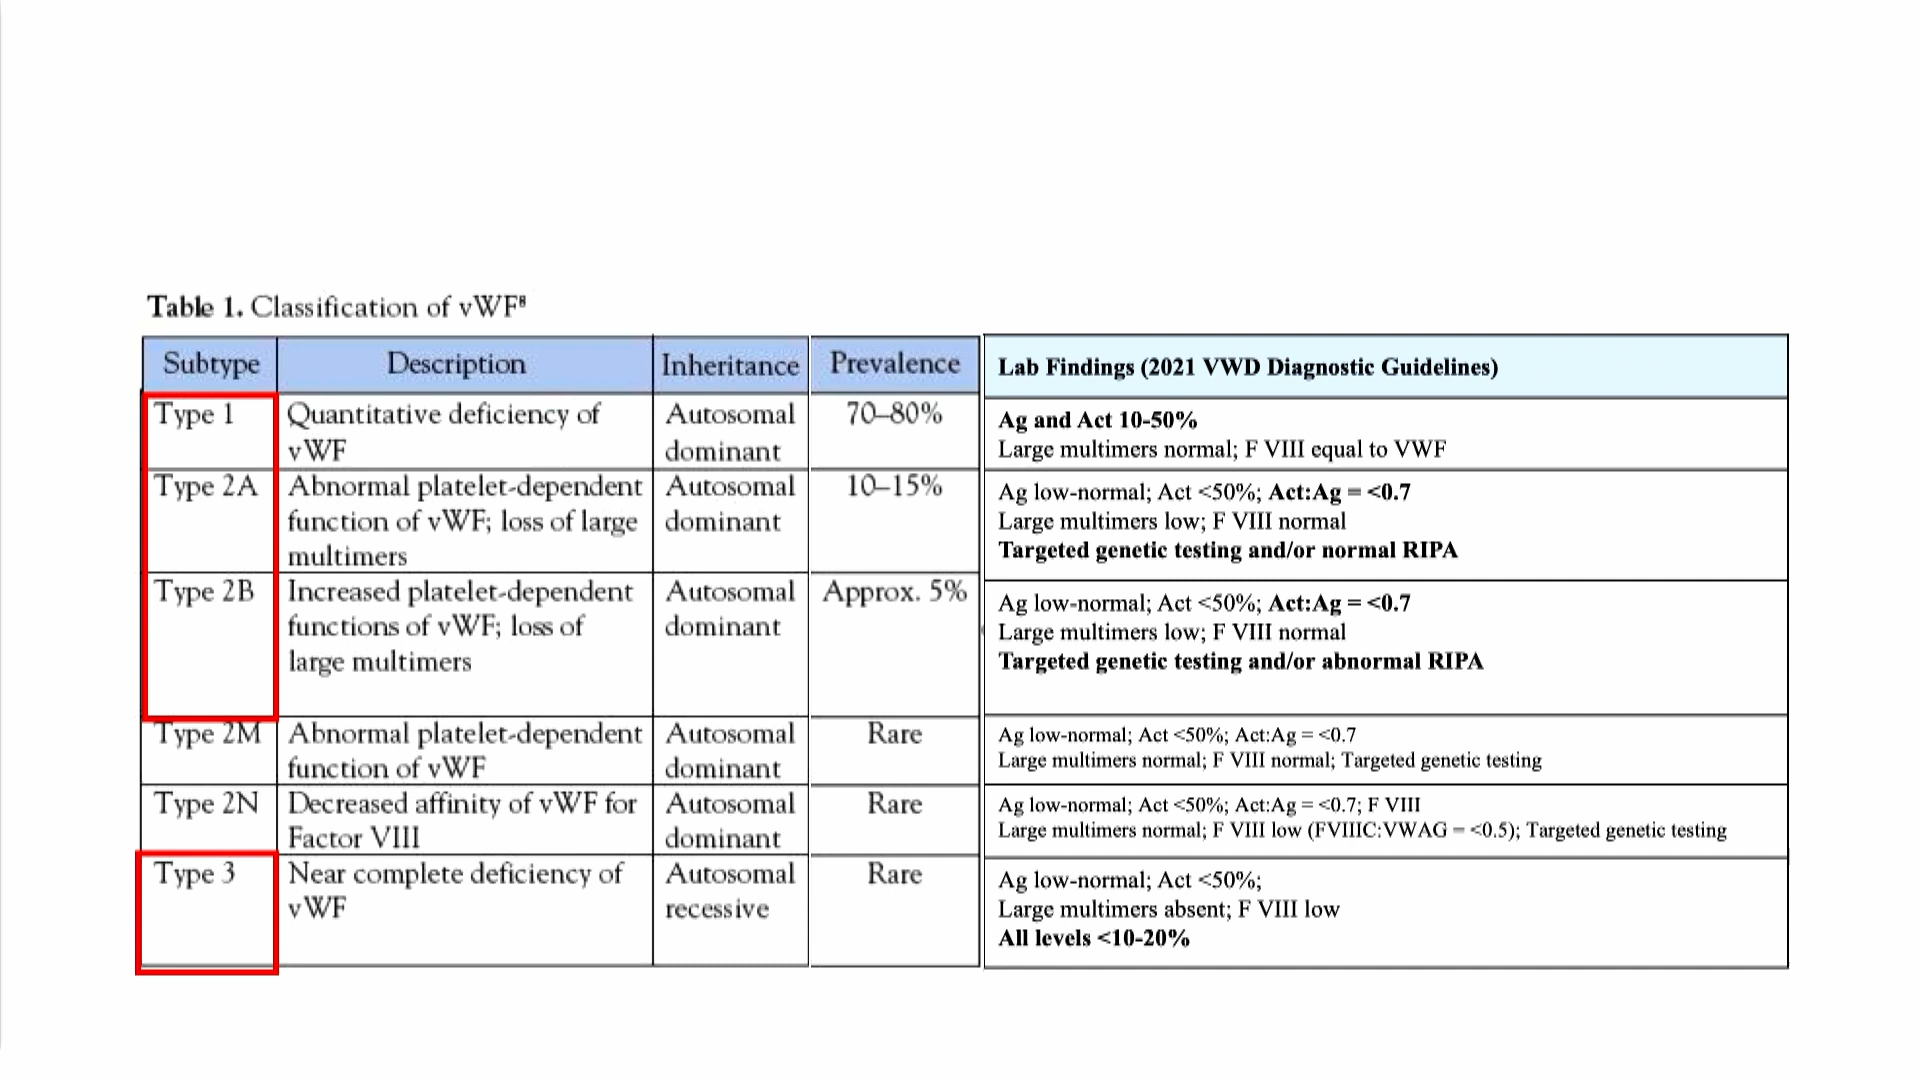 Table 1. Classification of vWF⁸
Subtype Description Inheritance Prevalence Lab Findings (2021 VWD Diagnostic Guidelines)
Type 1
Quantitative deficiency of
vWF
Autosomal
dominant
70–80%
Ag and Act 10-50%
Large multimers normal; F VIII equal to VWF
Type 2A
Abnormal platelet-dependent
function of vWF; loss of large
multimers
Autosomal
dominant
10–15%
Ag low-normal; Act <50%; Act:Ag = <0.7
Large multimers low; F VIII normal
Targeted genetic testing and/or normal RIPA
Type 2B
Increased platelet-dependent
functions of vWF; loss of
large multimers
Autosomal
dominant
Approx. 5%
Ag low-normal; Act <50%; Act:Ag = <0.7
Large multimers low; F VIII normal
Targeted genetic testing and/or abnormal RIPA
Type 2M
Abnormal platelet-dependent
function of vWF
Autosomal
dominant
Rare
Ag low-normal; Act <50%; Act:Ag = <0.7
Large multimers normal; F VIII normal; Targeted genetic testing
Type 2N
Decreased affinity of vWF for
Factor VIII
Autosomal
dominant
Rare
Ag low-normal; Act <50%; Act:Ag = <0.7; F VIII
Large multimers normal; F VIII low (FVIIIC:VWAG = <0.5); Targeted genetic testing
Type 3
Near complete deficiency of
vWF
Autosomal
recessive
Rare
Ag low-normal; Act <50%;
Large multimers absent; F VIII low
All levels <10-20%